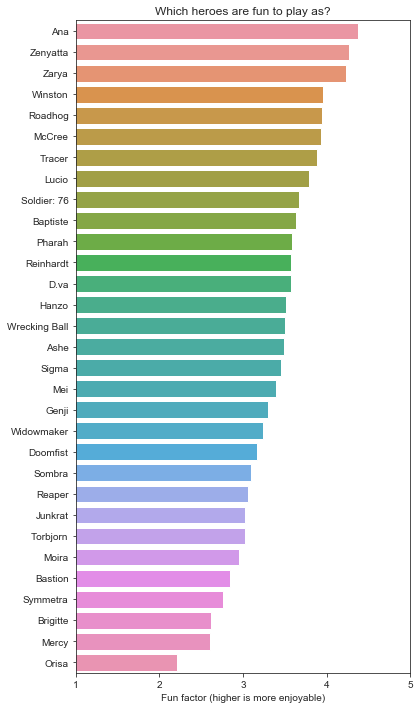 Which heroes are fun to play as?
Ana
Zenyatta
Zarya
Winston
Roadhog
McCree
Tracer
Lucio
Soldier: 76
Baptiste
Pharah
Reinhardt
D.va
Hanzo
Wrecking Ball
Ashe
Sigma
Mei
Genji
Widowmaker
Doomfist
Sombra
Reaper
Junkrat
Torbjorn
Moira
Bastion
Symmetra
Brigitte
Mercy
Orisa
1 2 3 4 5
Fun factor (higher is more enjoyable)